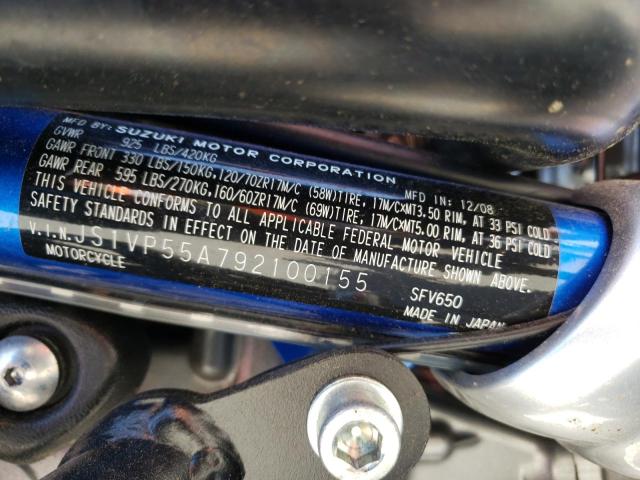 MFD BY: SUZUKI MOTOR CORPORATION MFD IN: 12/08
GVWR 925 LBS/420KG
GAWR FRONT 330 LBS/150KG,120/70ZR17M/C (58W)TIRE, 17M/CXMT3.50 RIM, AT 33 PSI COLD
GAWR REAR 595 LBS/270KG,160/60ZR17M/C (69W)TIRE, 17M/CXMT5.00 RIM, AT 36 PSI COLD
THIS VEHICLE CONFORMS TO ALL APPLICABLE FEDERAL MOTOR VEHICLE
SAFETY STANDARDS IN EFFECT ON THE DATE OF MANUFACTURE SHOWN ABOVE.
V.I.N. JS1VP55A792100155 SFV650
MOTORCYCLE MADE IN JAPAN